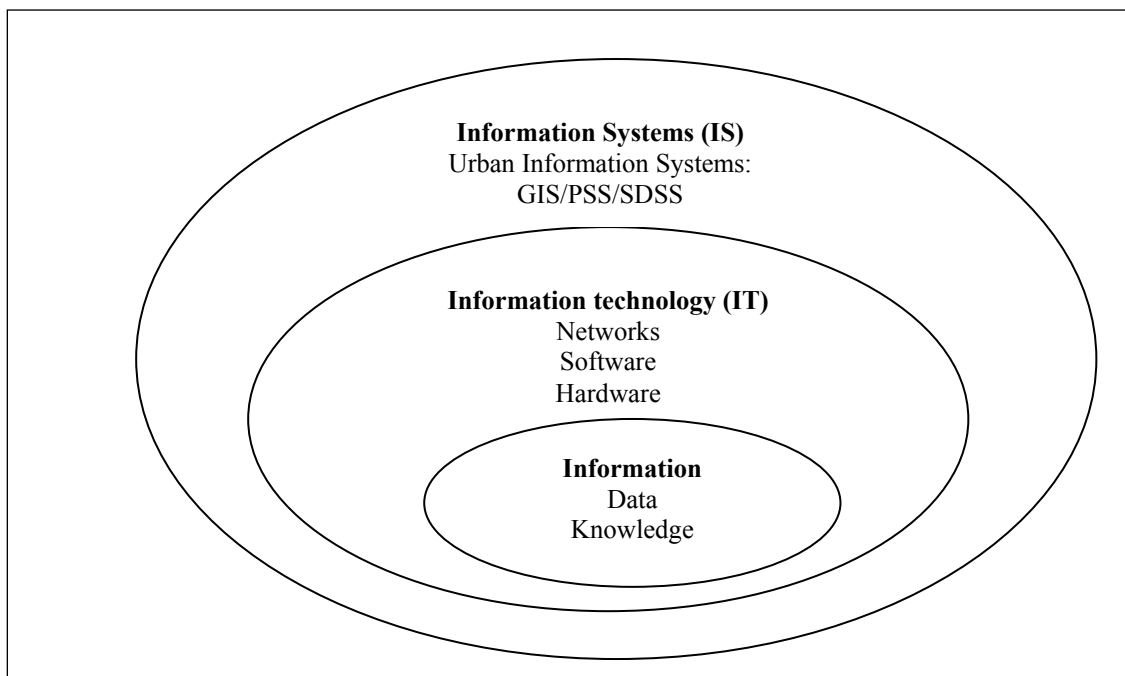 Information Systems (IS)
Urban Information Systems:
GIS/PSS/SDSS
Information technology (IT)
Networks
Software
Hardware
Information
Data
Knowledge